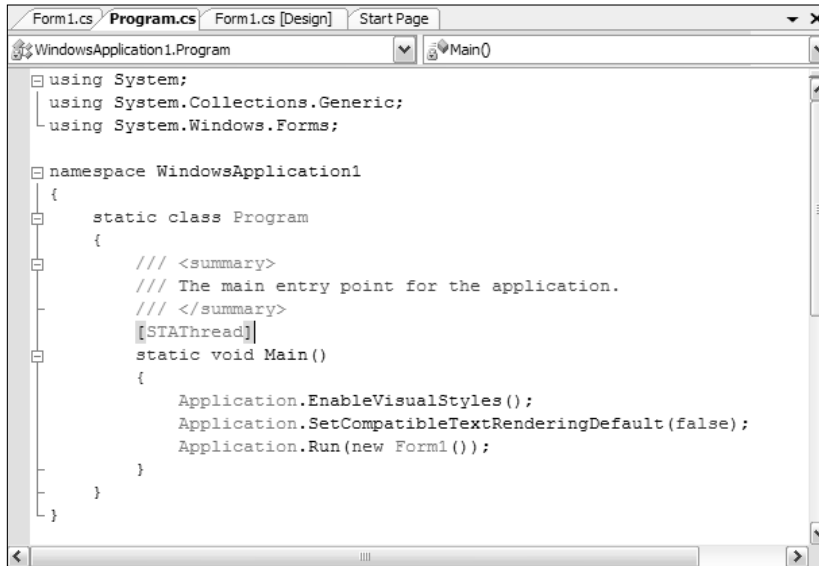 Form1.cs Program.cs Form1.cs [Design] Start Page
WindowsApplication1.Program Main()
using System;
using System.Collections.Generic;
using System.Windows.Forms;
namespace WindowsApplication1
{
static class Program
{
/// <summary>
/// The main entry point for the application.
/// </summary>
[STAThread]
static void Main()
{
Application.EnableVisualStyles();
Application.SetCompatibleTextRenderingDefault(false);
Application.Run(new Form1());
}
}
}